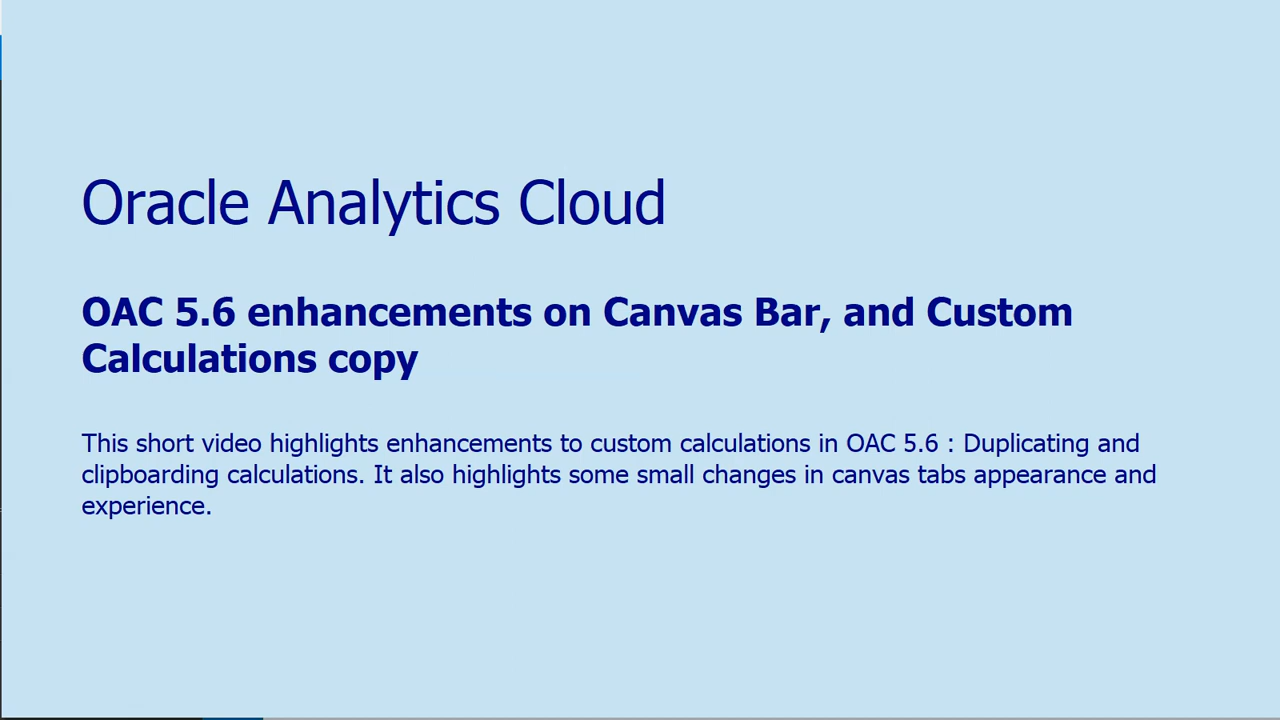 Oracle Analytics Cloud
OAC 5.6 enhancements on Canvas Bar, and Custom
Calculations copy
This short video highlights enhancements to custom calculations in OAC 5.6 : Duplicating and
clipboarding calculations. It also highlights some small changes in canvas tabs appearance and
experience.